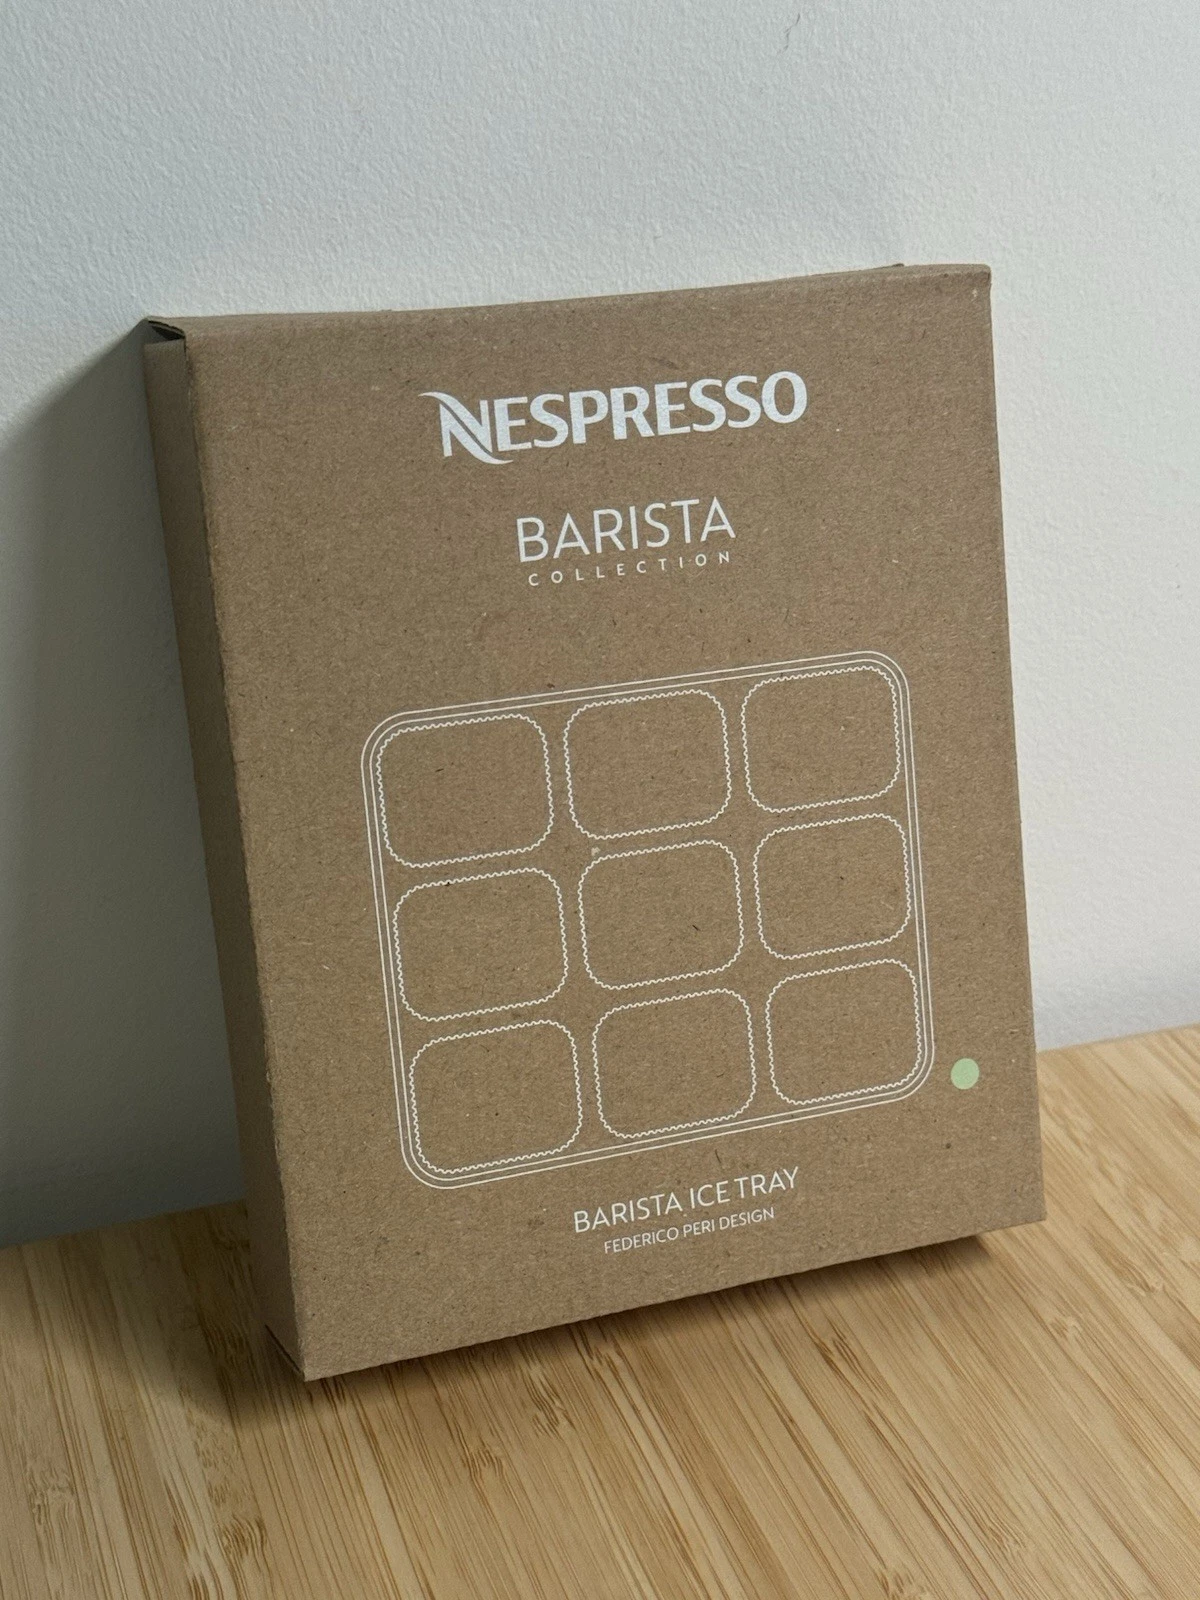 NESPRESSO
BARISTA
COLLECTION
BARISTA ICE TRAY
FEDERICO PERI DESIGN